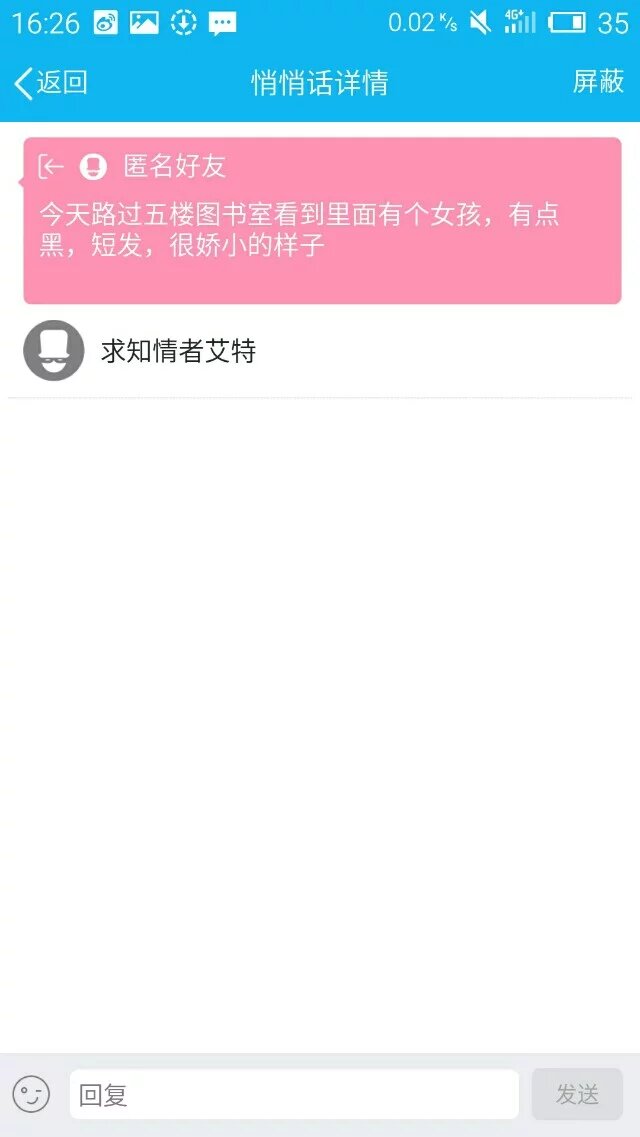 16:26 0.02 K/s 4G+ 35
返回 悄悄话详情 屏蔽
匿名好友
今天路过五楼图书室看到里面有个女孩，有点
黑，短发，很娇小的样子
求知情者艾特
回复 发送